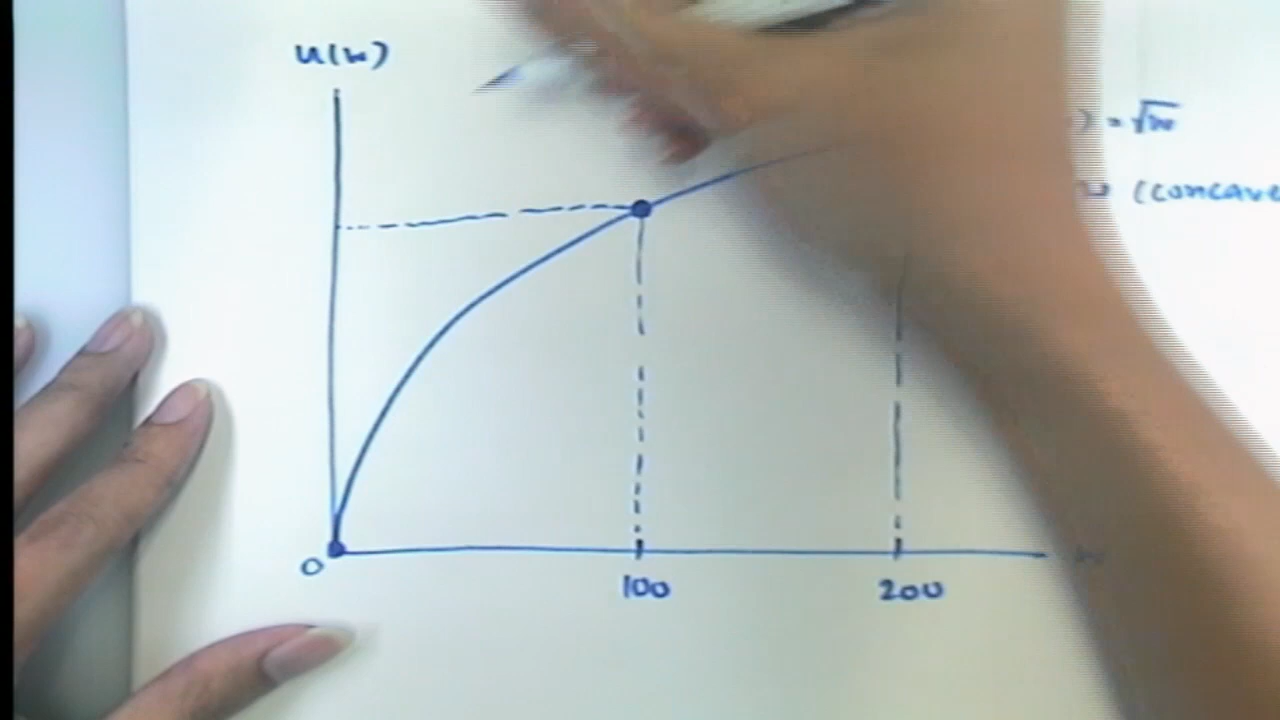 u(w)
) = √w
(concave
0
100
200